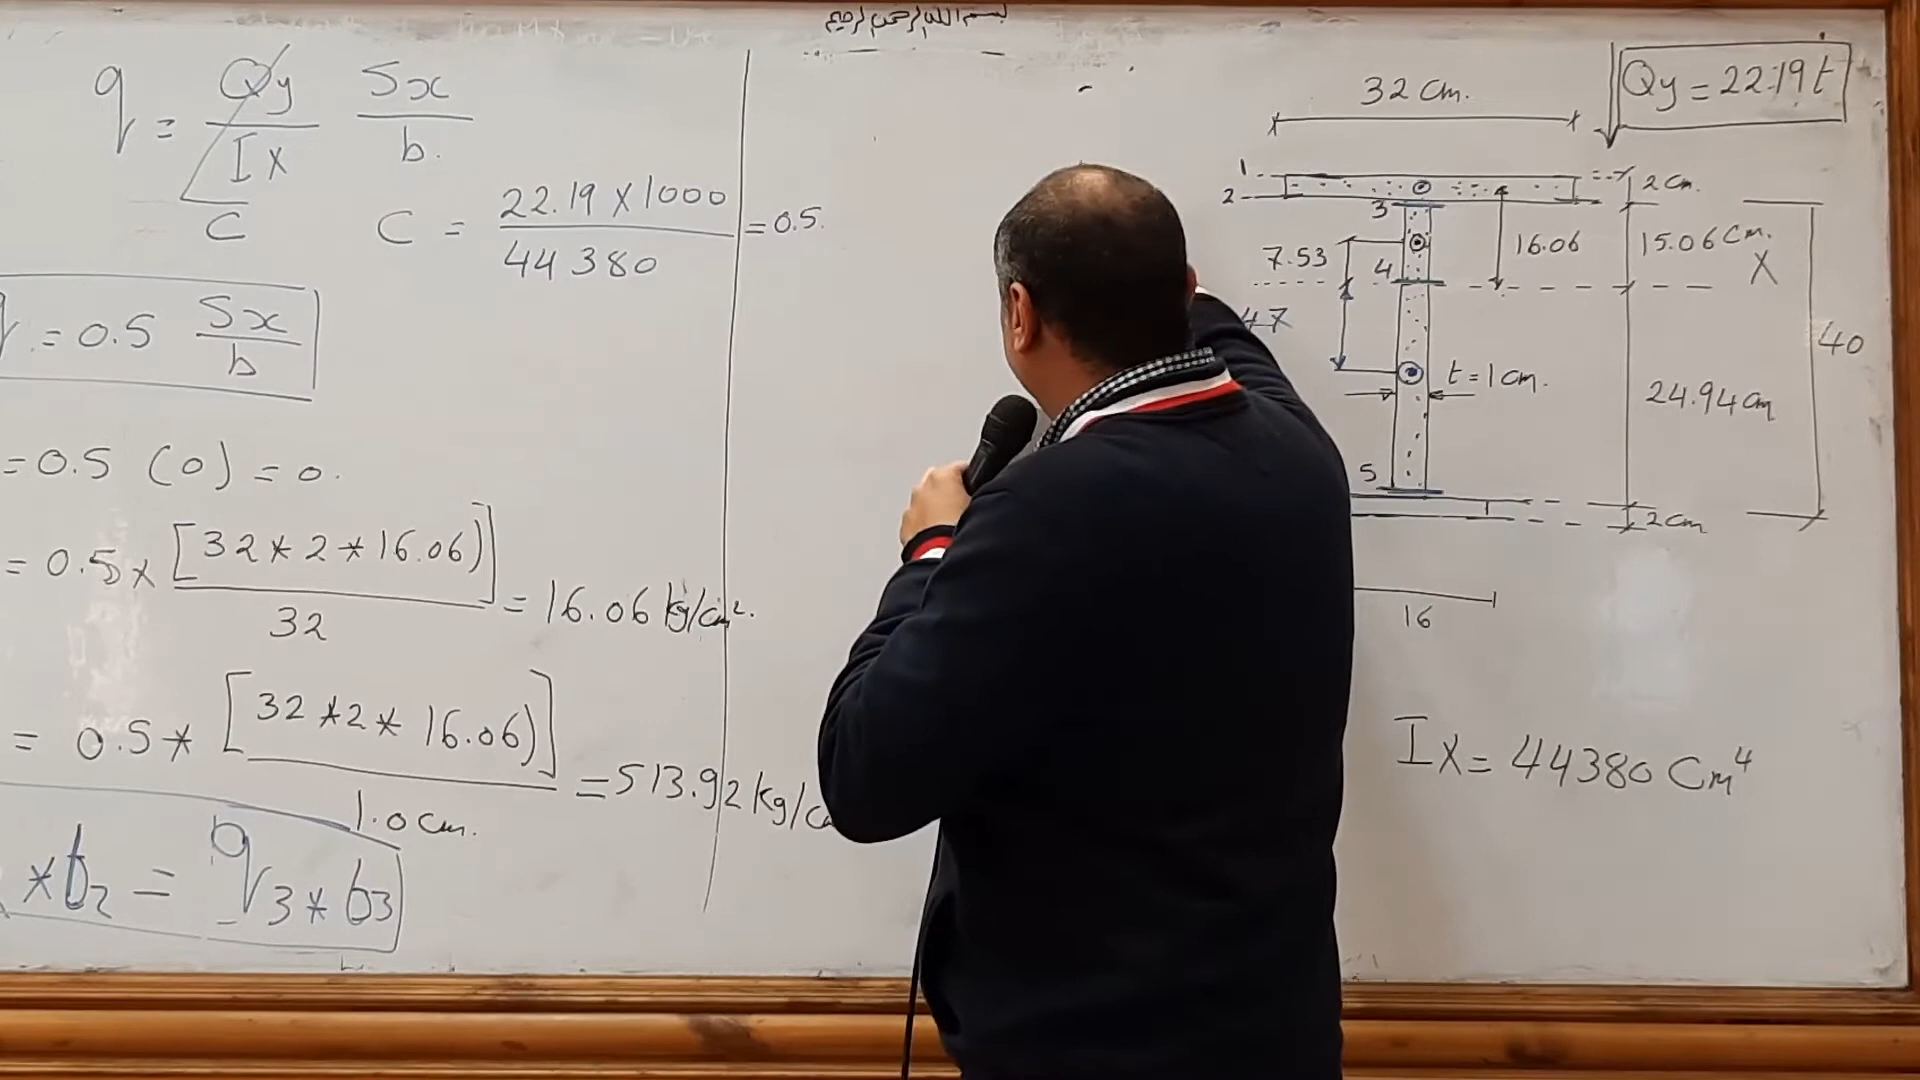 بسم الله الرحمن الرحيم
q = Qy / Ix Sx / b.
C
C = 22.19 X 1000 / 44380 = 0.5.
= 0.5 Sx / b
= 0.5 (0) = 0.
= 0.5 * [32 * 2 * 16.06)] / 32 = 16.06 kg/cm².
= 0.5 * [32 * 2 * 16.06)] / 1.0 cm. = 513.92 kg/
* b2 = q3 * b3
Qy = 22.19 t
32 cm.
1
2
2 cm.
3
7.53
4
16.06
15.06 cm.
X
47
t = 1 cm.
40
24.94 cm
5
2 cm
16
Ix = 44380 Cm⁴